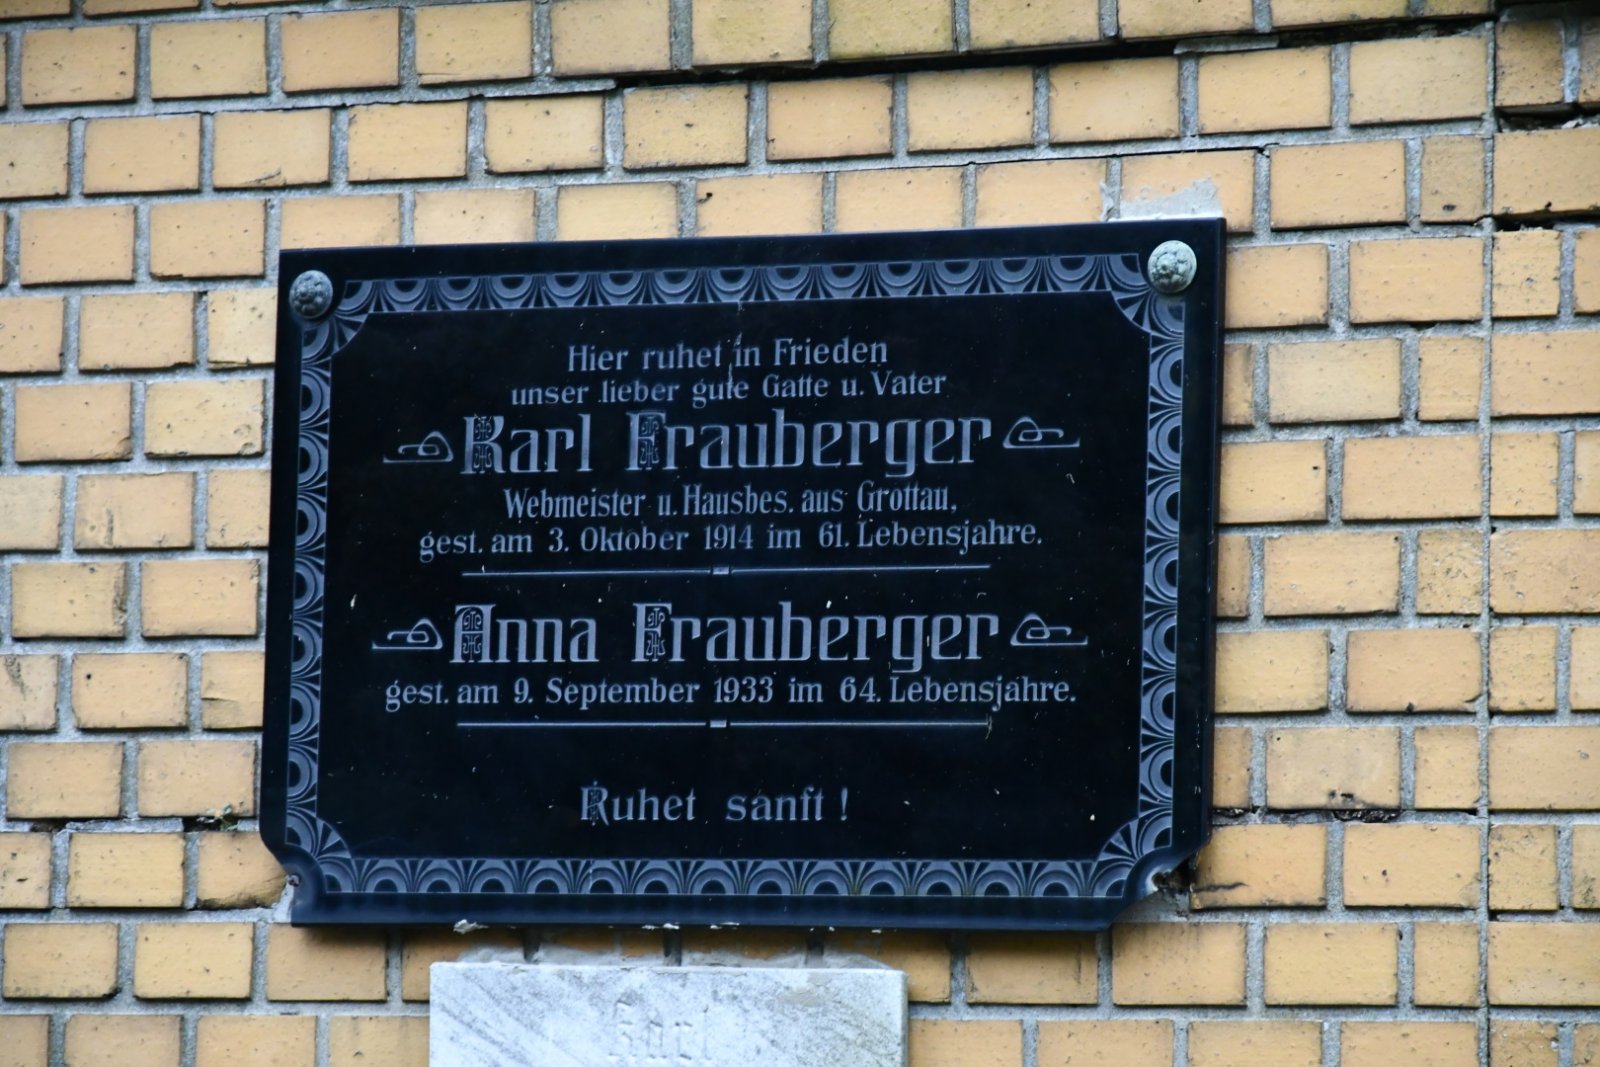 Hier ruhet in Frieden
unser lieber gute Gatte u. Vater
Karl Frauberger
Webmeister u. Hausbes. aus Grottau,
gest. am 3. Oktober 1914 im 61. Lebensjahre.
Anna Frauberger
gest. am 9. September 1933 im 64. Lebensjahre.
Ruhet sanft!
Karl